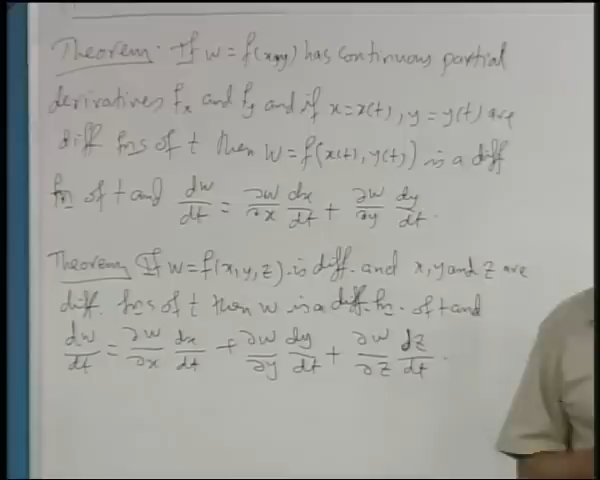 Theorem. If w = f(x,y) has continuous partial
derivatives fx and fy and if x = x(t), y = y(t) are
diff fns of t then w = f(x(t), y(t)) is a diff
fn of t and dw/dt = ∂w/∂x dx/dt + ∂w/∂y dy/dt.
Theorem If w = f(x, y, z) is diff. and x, y and z are
diff. fns of t then w is a diff. fn. of t and
dw/dt = ∂w/∂x dx/dt + ∂w/∂y dy/dt + ∂w/∂z dz/dt.